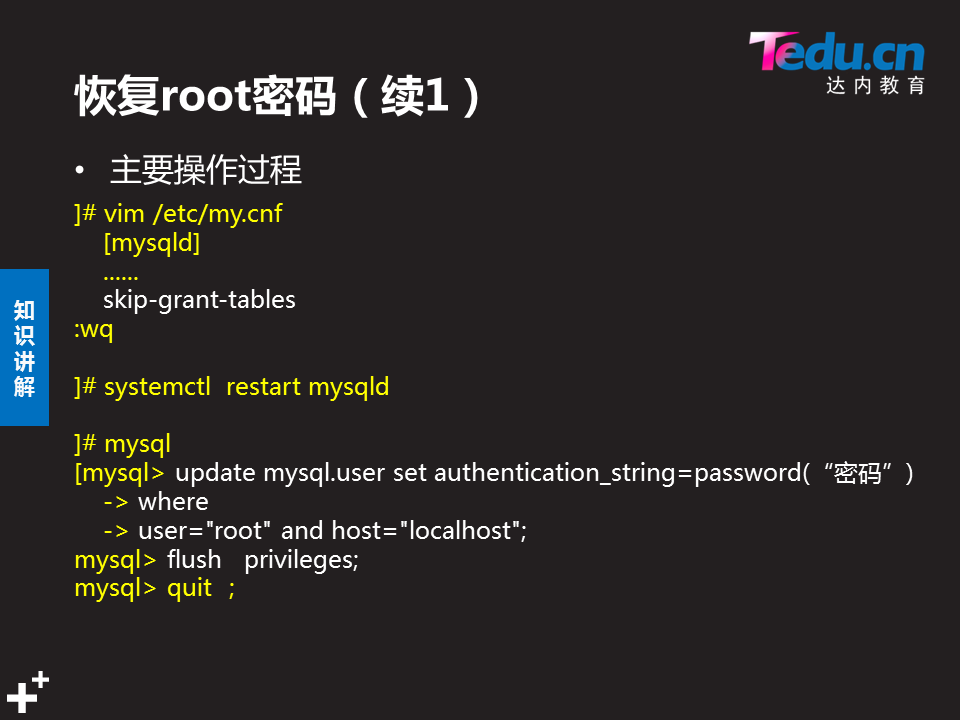 Tedu.cn
达内教育
恢复root密码（续1）
• 主要操作过程
]# vim /etc/my.cnf
[mysqld]
......
skip-grant-tables
:wq
知识讲解
]# systemctl  restart mysqld
]# mysql
[mysql> update mysql.user set authentication_string=password(“密码”)
-> where
-> user="root" and host="localhost";
mysql> flush   privileges;
mysql> quit  ;